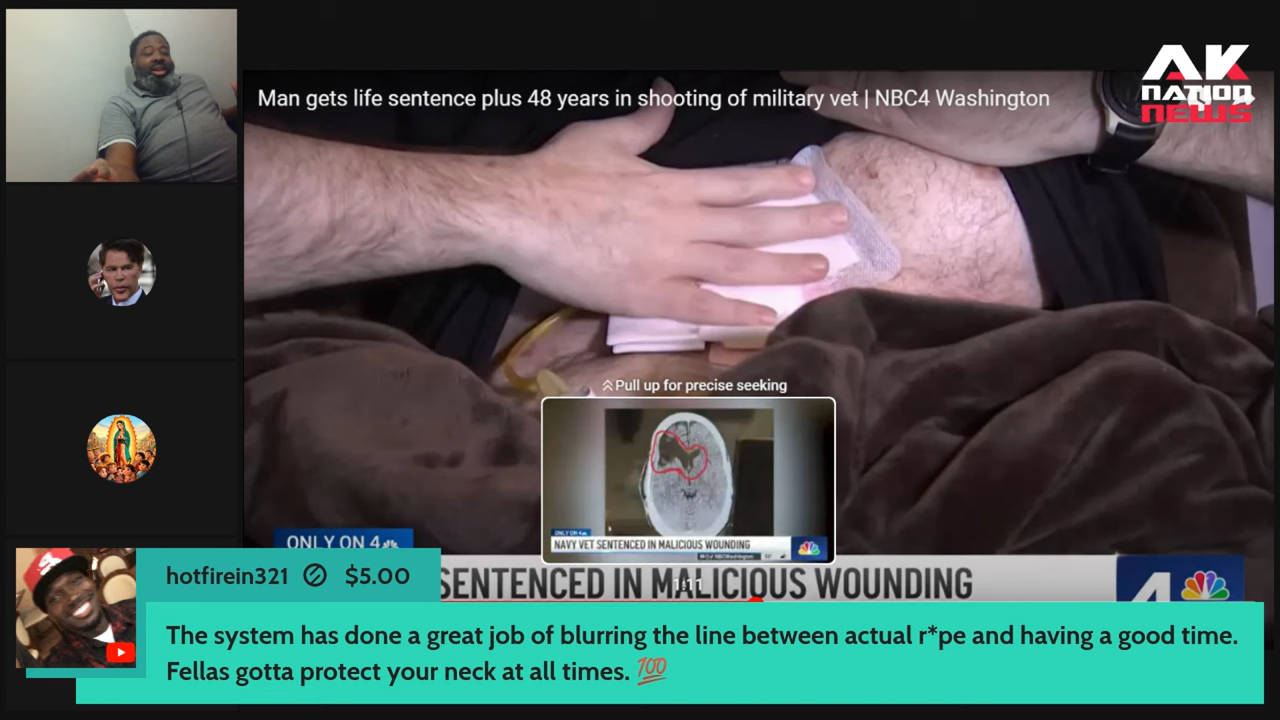 Man gets life sentence plus 48 years in shooting of military vet | NBC4 Washington
AK
NATION
NEWS
Pull up for precise seeking
ONLY ON 4
NAVY VET SENTENCED IN MALICIOUS WOUNDING
ONLY ON 4
SENTENCED IN MALICIOUS WOUNDING
1:11
4
hotfirein321 $5.00
The system has done a great job of blurring the line between actual r*pe and having a good time.
Fellas gotta protect your neck at all times. 💯